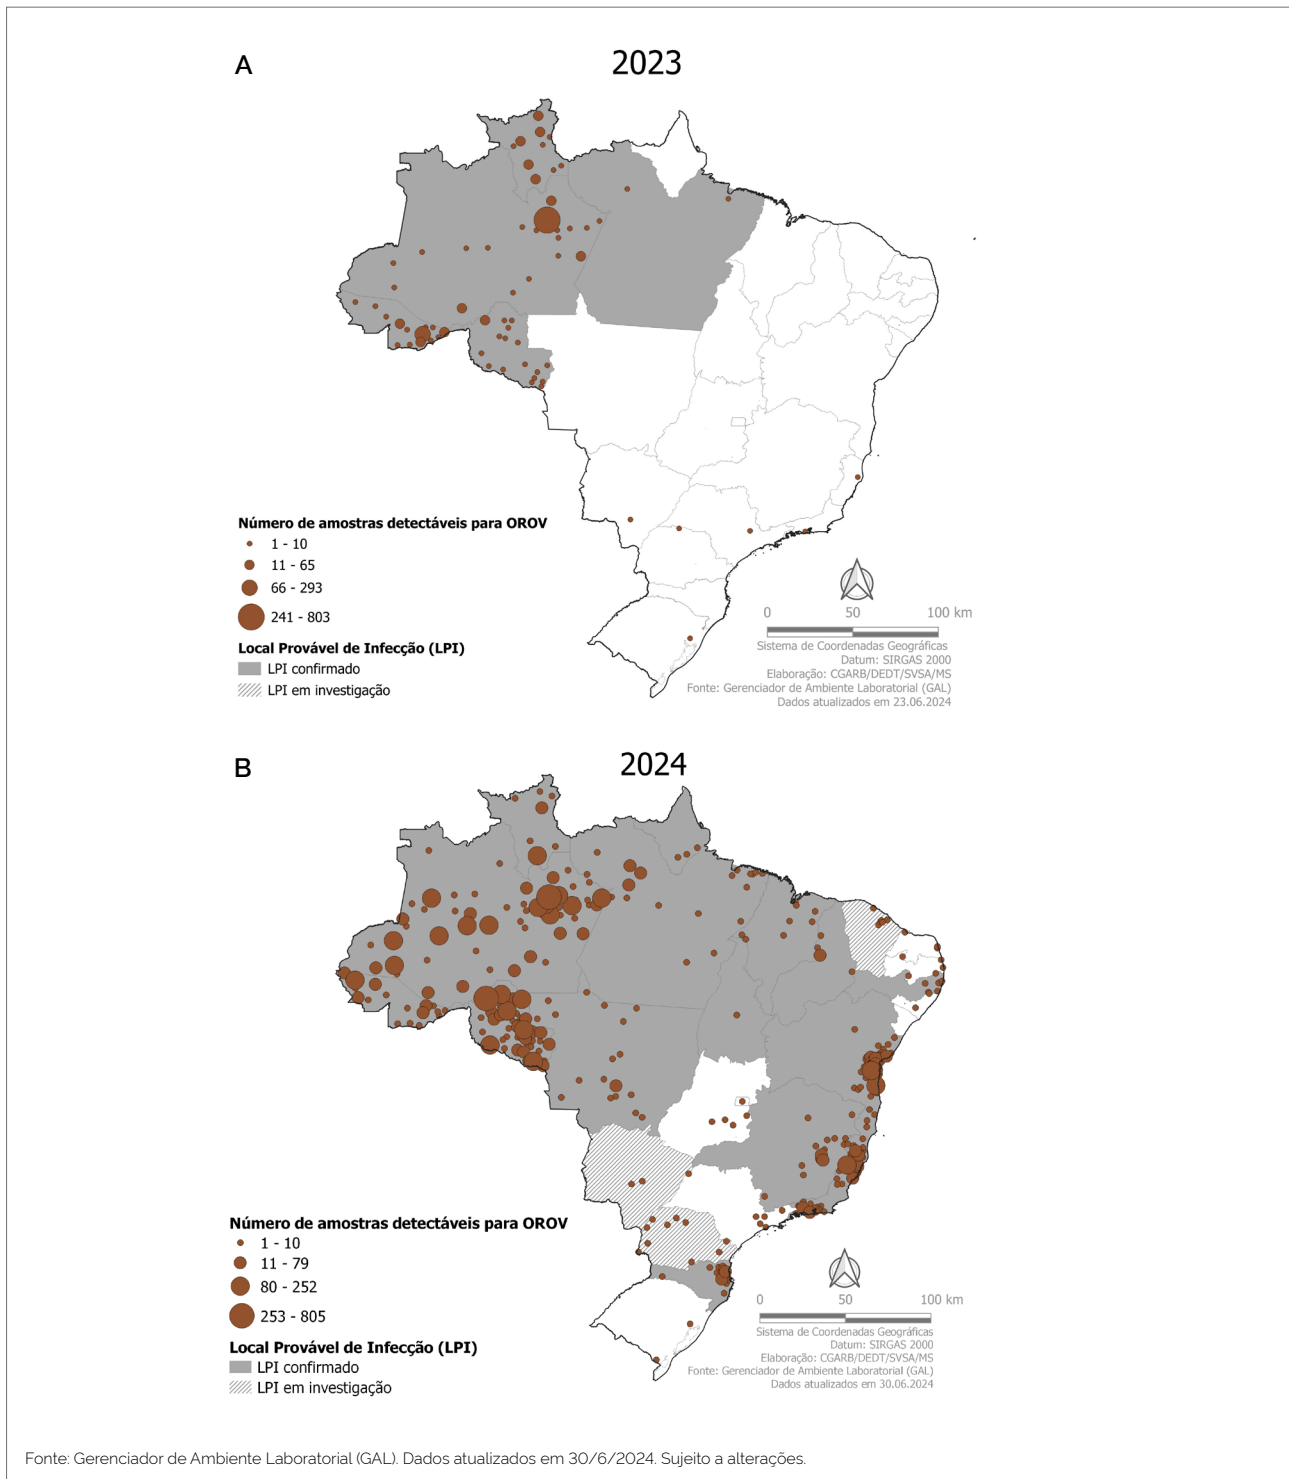 A
2023
Número de amostras detectáveis para OROV
1 - 10
11 - 65
66 - 293
241 - 803
Local Provável de Infecção (LPI)
LPI confirmado
LPI em investigação
0 50 100 km
Sistema de Coordenadas Geográficas
Datum: SIRGAS 2000
Elaboração: CGARB/DEDT/SVSA/MS
Fonte: Gerenciador de Ambiente Laboratorial (GAL)
Dados atualizados em 23.06.2024
B
2024
Número de amostras detectáveis para OROV
1 - 10
11 - 79
80 - 252
253 - 805
Local Provável de Infecção (LPI)
LPI confirmado
LPI em investigação
0 50 100 km
Sistema de Coordenadas Geográficas
Datum: SIRGAS 2000
Elaboração: CGARB/DEDT/SVSA/MS
Fonte: Gerenciador de Ambiente Laboratorial (GAL)
Dados atualizados em 30.06.2024
Fonte: Gerenciador de Ambiente Laboratorial (GAL). Dados atualizados em 30/6/2024. Sujeito a alterações.